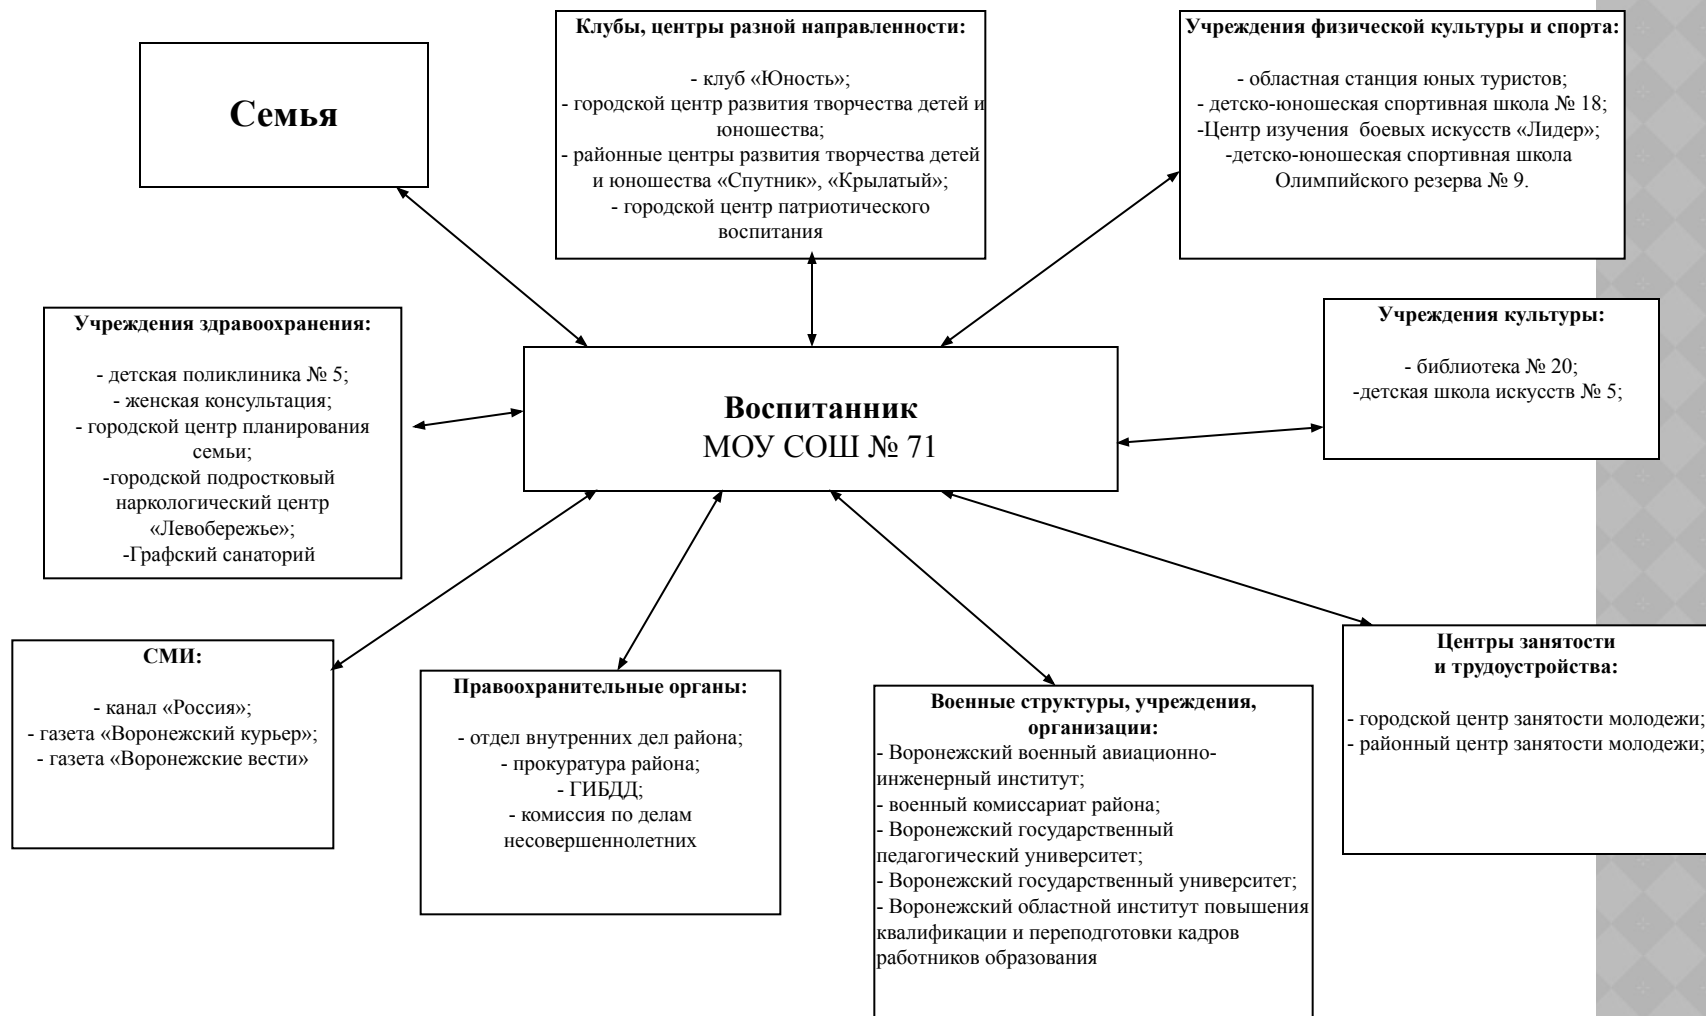 Семья
Клубы, центры разной направленности:
- клуб «Юность»;
- городской центр развития творчества детей и
юношества;
- районные центры развития творчества детей
и юношества «Спутник», «Крылатый»;
- городской центр патриотического
воспитания
Учреждения физической культуры и спорта:
- областная станция юных туристов;
- детско-юношеская спортивная школа № 18;
-Центр изучения боевых искусств «Лидер»;
-детско-юношеская спортивная школа
Олимпийского резерва № 9.
Учреждения здравоохранения:
- детская поликлиника № 5;
- женская консультация;
- городской центр планирования
семьи;
-городской подростковый
наркологический центр
«Левобережье»;
-Графский санаторий
Воспитанник
МОУ СОШ № 71
Учреждения культуры:
- библиотека № 20;
-детская школа искусств № 5;
СМИ:
- канал «Россия»;
- газета «Воронежский курьер»;
- газета «Воронежские вести»
Правоохранительные органы:
- отдел внутренних дел района;
- прокуратура района;
- ГИБДД;
- комиссия по делам
несовершеннолетних
Военные структуры, учреждения,
организации:
- Воронежский военный авиационно-
инженерный институт;
- военный комиссариат района;
- Воронежский государственный
педагогический университет;
- Воронежский государственный университет;
- Воронежский областной институт повышения
квалификации и переподготовки кадров
работников образования
Центры занятости
и трудоустройства:
- городской центр занятости молодежи;
- районный центр занятости молодежи;